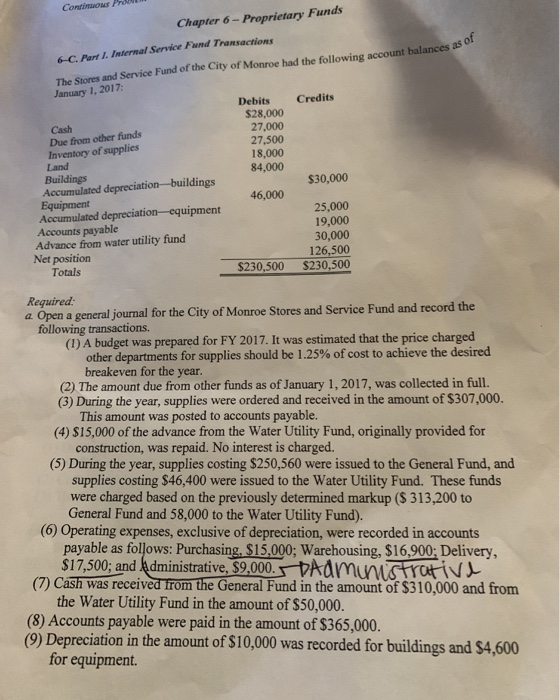 Continuous
Chapter 6 – Proprietary Funds
6-C. Part 1. Internal Service Fund Transactions
The Stores and Service Fund of the City of Monroe had the following account balances as of
January 1, 2017:
Debits Credits
Cash $28,000
Due from other funds 27,000
Inventory of supplies 27,500
Land 18,000
Buildings 84,000
Accumulated depreciation—buildings $30,000
Equipment 46,000
Accumulated depreciation—equipment 25,000
Accounts payable 19,000
Advance from water utility fund 30,000
Net position 126,500
Totals $230,500 $230,500
Required:
a. Open a general journal for the City of Monroe Stores and Service Fund and record the
following transactions.
(1) A budget was prepared for FY 2017. It was estimated that the price charged
other departments for supplies should be 1.25% of cost to achieve the desired
breakeven for the year.
(2) The amount due from other funds as of January 1, 2017, was collected in full.
(3) During the year, supplies were ordered and received in the amount of $307,000.
This amount was posted to accounts payable.
(4) $15,000 of the advance from the Water Utility Fund, originally provided for
construction, was repaid. No interest is charged.
(5) During the year, supplies costing $250,560 were issued to the General Fund, and
supplies costing $46,400 were issued to the Water Utility Fund. These funds
were charged based on the previously determined markup ($ 313,200 to
General Fund and 58,000 to the Water Utility Fund).
(6) Operating expenses, exclusive of depreciation, were recorded in accounts
payable as follows: Purchasing, $15,000; Warehousing, $16,900; Delivery,
$17,500; and Administrative, $9,000. Administrative
(7) Cash was received from the General Fund in the amount of $310,000 and from
the Water Utility Fund in the amount of $50,000.
(8) Accounts payable were paid in the amount of $365,000.
(9) Depreciation in the amount of $10,000 was recorded for buildings and $4,600
for equipment.